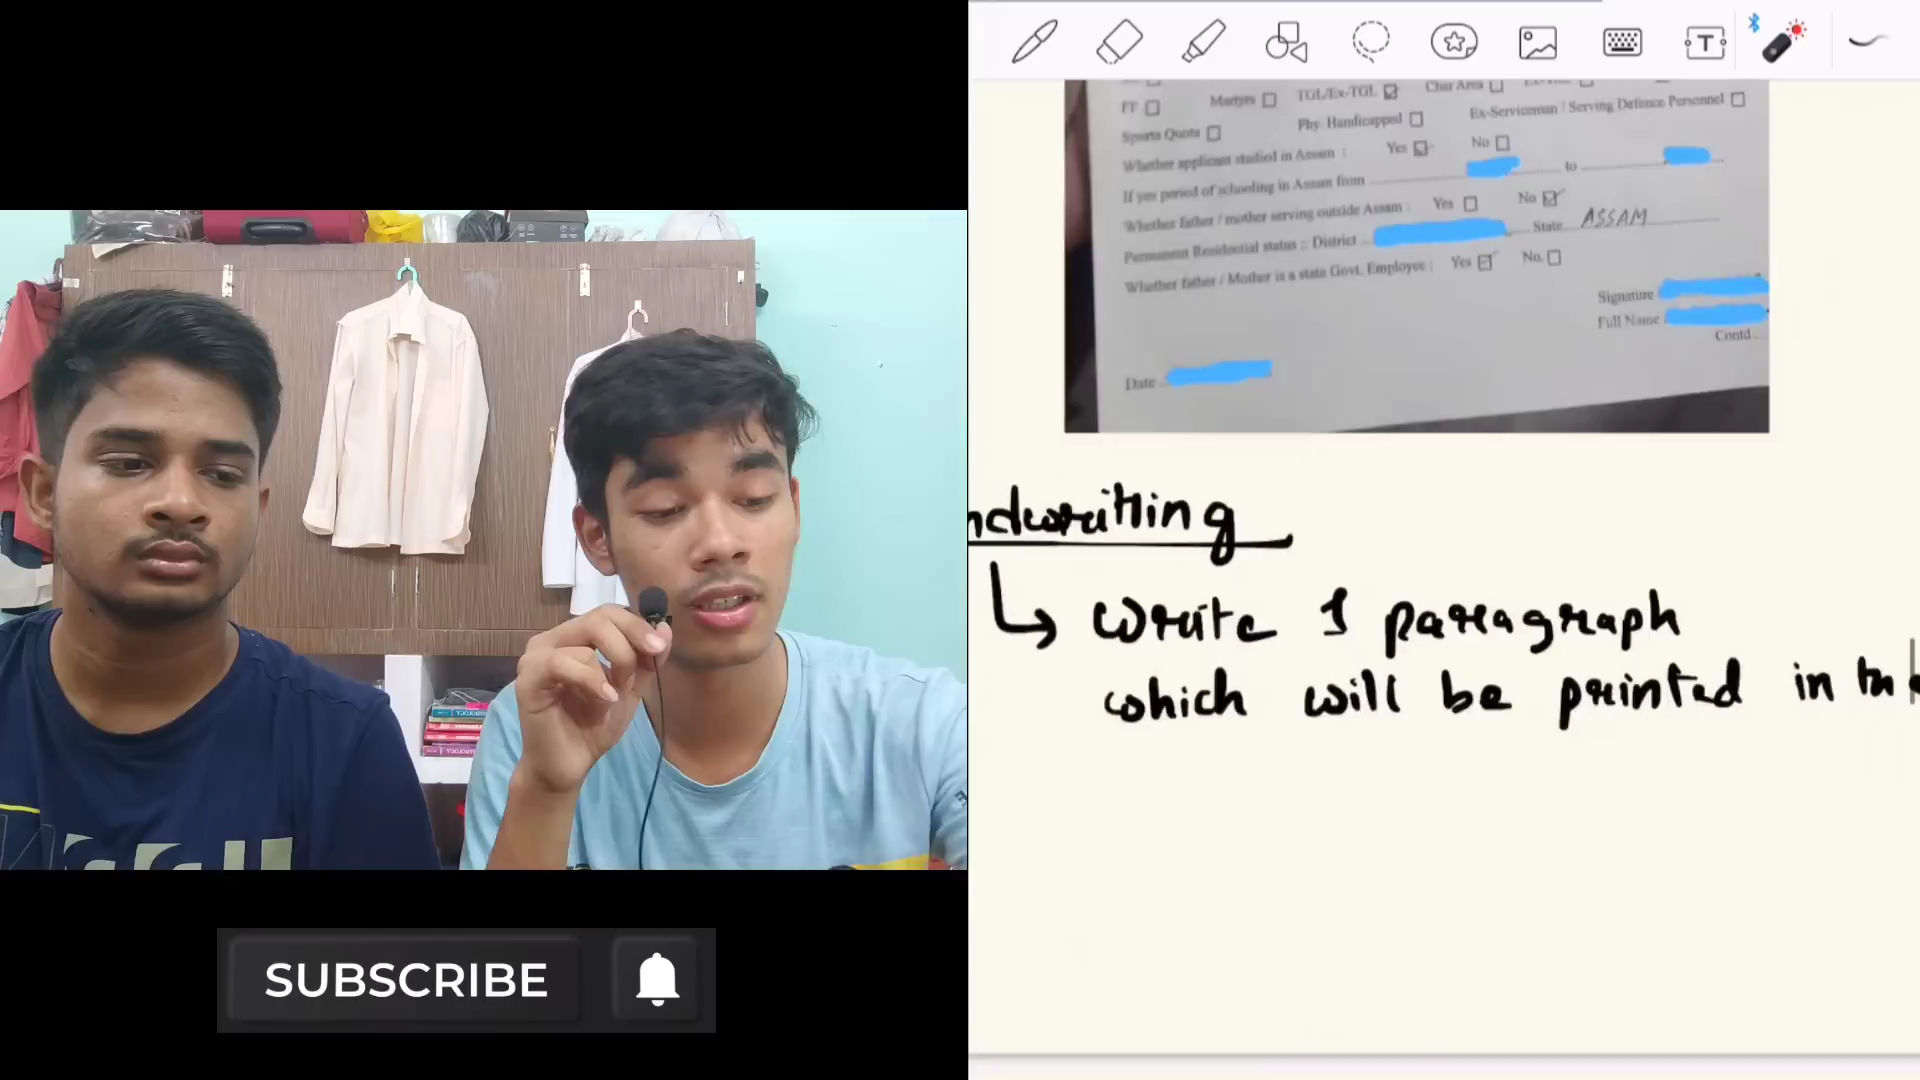 FF Martyrs TGL/Ex-TGL Char Area
Sports Quota Phy. Handicapped Ex-Serviceman / Serving Defence Personnel
Whether applicant studied in Assam : Yes No
If yes period of schooling in Assam from to
Whether father / mother serving outside Assam : Yes No
Permanent Residential status :: District State ASSAM
Whether father / Mother is a state Govt. Employee : Yes No.
Signature
Full Name
Contd
Date
ndwriting
write 1 paragraph
which will be printed in
SUBSCRIBE
T